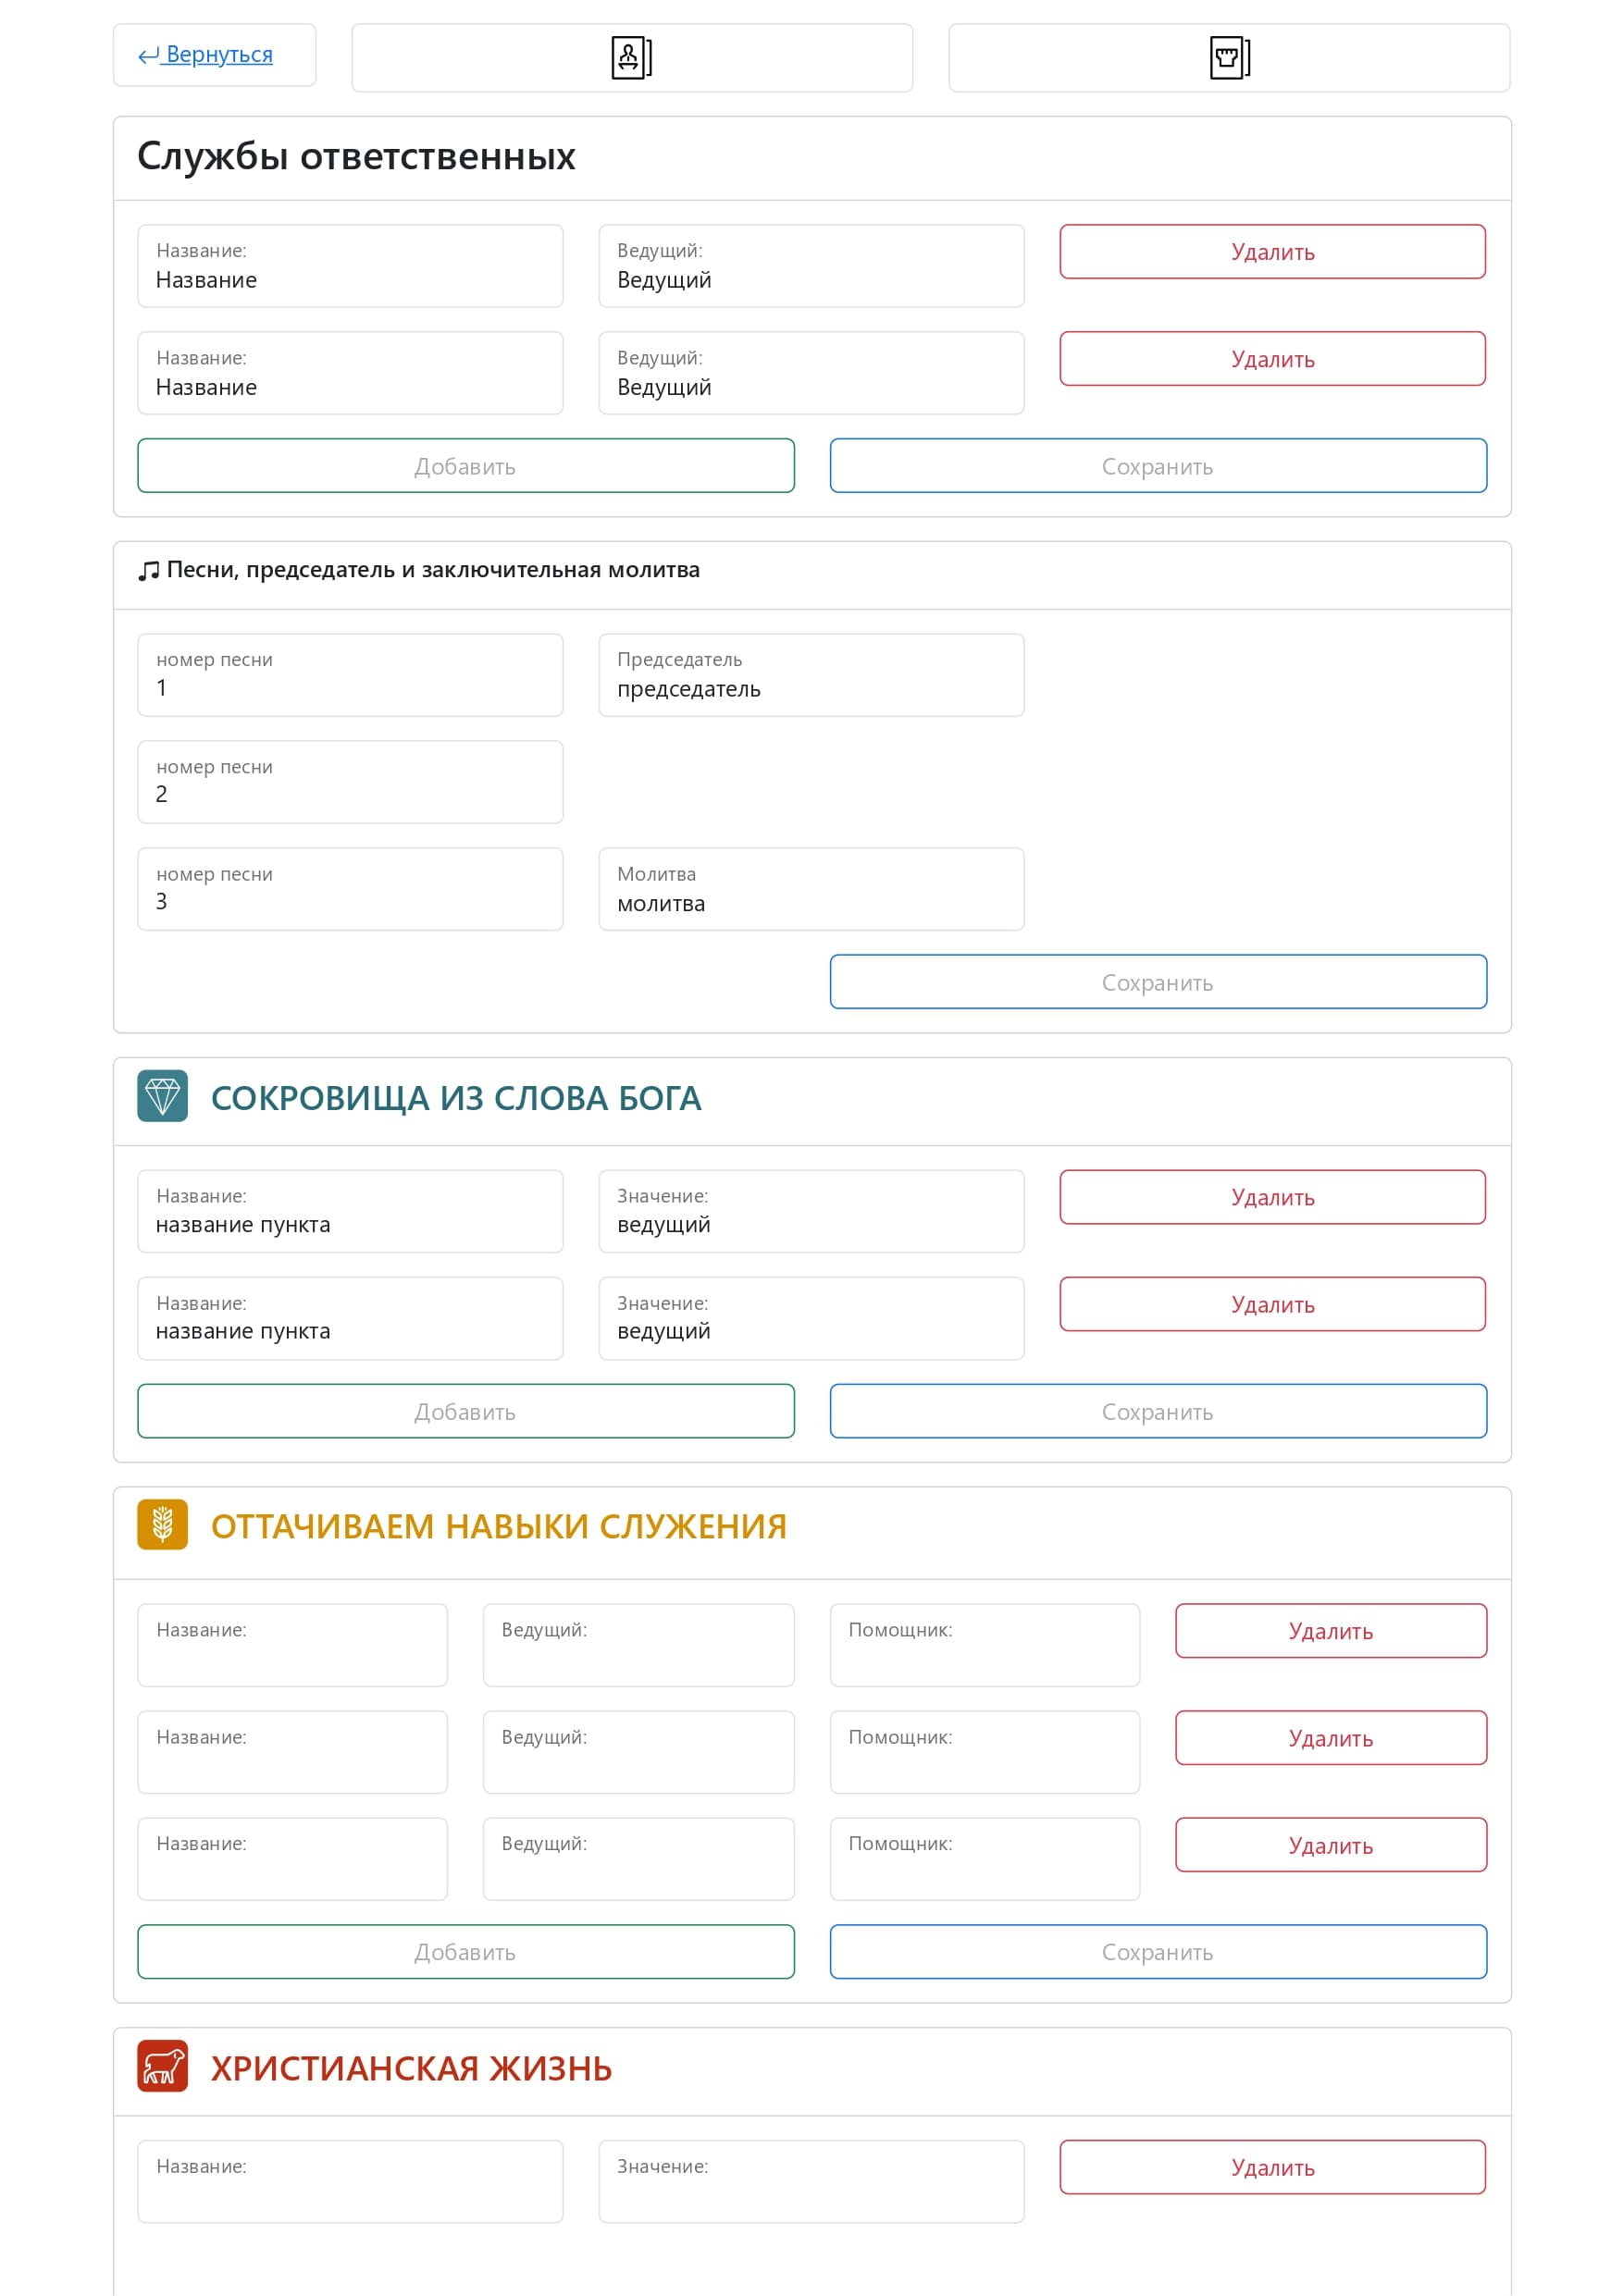 Вернуться
Службы ответственных
Название: Ведущий: Удалить
Название Ведущий
Название: Ведущий: Удалить
Название Ведущий
Добавить Сохранить
Песни, председатель и заключительная молитва
номер песни Председатель
1 председатель
номер песни
2
номер песни Молитва
3 молитва
Сохранить
СОКРОВИЩА ИЗ СЛОВА БОГА
Название: Значение: Удалить
название пункта ведущий
Название: Значение: Удалить
название пункта ведущий
Добавить Сохранить
ОТТАЧИВАЕМ НАВЫКИ СЛУЖЕНИЯ
Название: Ведущий: Помощник: Удалить
Название: Ведущий: Помощник: Удалить
Название: Ведущий: Помощник: Удалить
Добавить Сохранить
ХРИСТИАНСКАЯ ЖИЗНЬ
Название: Значение: Удалить